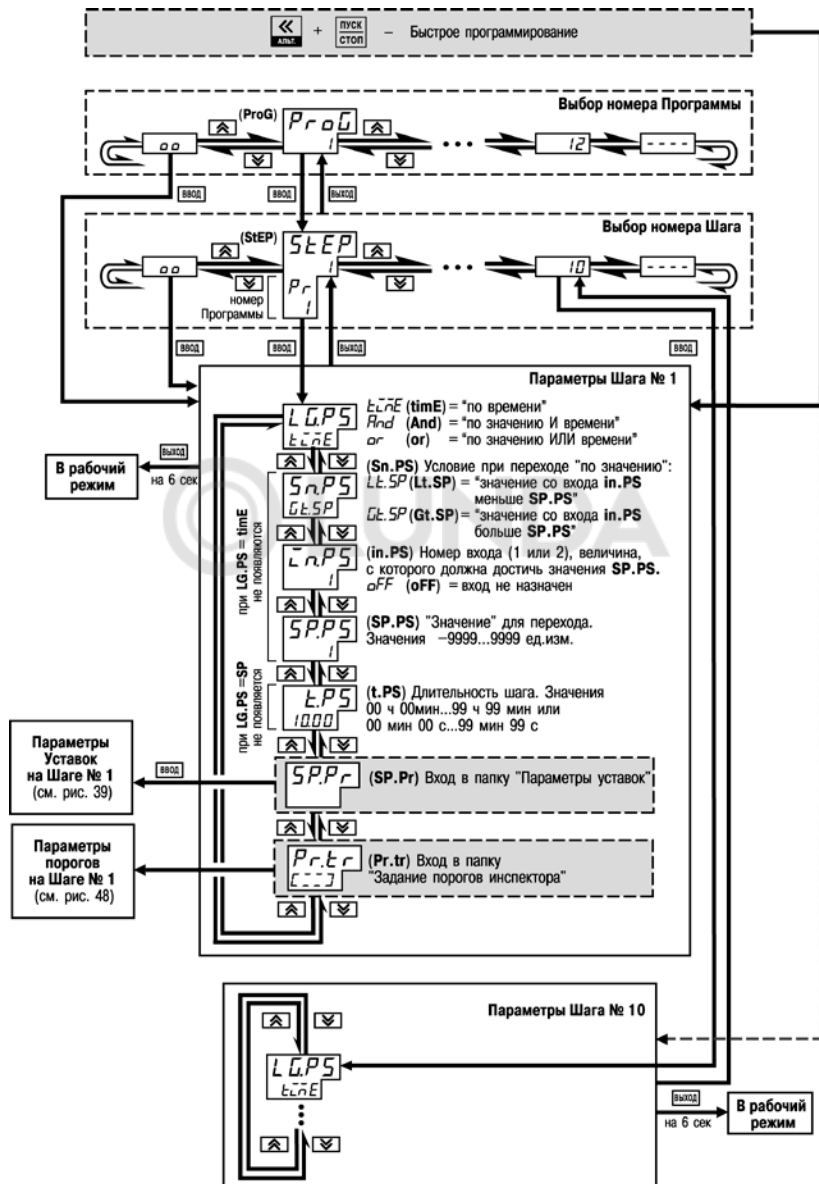 « АЛЬТ. + ПУСК СТОП – Быстрое программирование
Выбор номера Программы
(ProG) ProG 1
oo
...
12
----
ВВОД ВВОД ВЫХОД
Выбор номера Шага
(StEP) StEP 1
oo
...
10
----
Pr 1
номер
Программы
ВВОД ВВОД ВЫХОД ВВОД
Параметры Шага № 1
LG.PS timE
timE (timE) = "по времени"
And (And) = "по значению И времени"
or (or) = "по значению ИЛИ времени"
ВЫХОД
на 6 сек
В рабочий
режим
при LG.PS = timE
не появляются
Sn.PS Gt.SP
(Sn.PS) Условие при переходе "по значению":
Lt.SP (Lt.SP) = "значение со входа in.PS
меньше SP.PS"
Gt.SP (Gt.SP) = "значение со входа in.PS
больше SP.PS"
KUNDA
in.PS 1
(in.PS) Номер входа (1 или 2), величина,
с которого должна достичь значения SP.PS.
oFF (oFF) = вход не назначен
SP.PS 1
(SP.PS) "Значение" для перехода.
Значения –9999...9999 ед.изм.
при LG.PS =SP
не появляется
t.PS 10.00
(t.PS) Длительность шага. Значения
00 ч 00мин...99 ч 99 мин или
00 мин 00 с...99 мин 99 с
Параметры
Уставок
на Шаге № 1
(см. рис. 39)
ВВОД
SP.Pr
(SP.Pr) Вход в папку "Параметры уставок"
Параметры
порогов
на Шаге № 1
(см. рис. 48)
Pr.tr [---]
(Pr.tr) Вход в папку
"Задание порогов инспектора"
Параметры Шага № 10
LG.PS timE
ВЫХОД
на 6 сек
В рабочий
режим